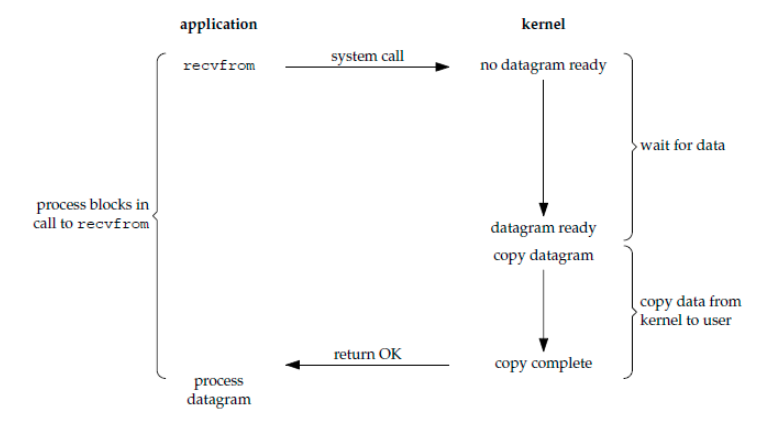 application
kernel
recvfrom
system call
no datagram ready
wait for data
process blocks in
call to recvfrom
datagram ready
copy datagram
copy data from
kernel to user
return OK
copy complete
process
datagram